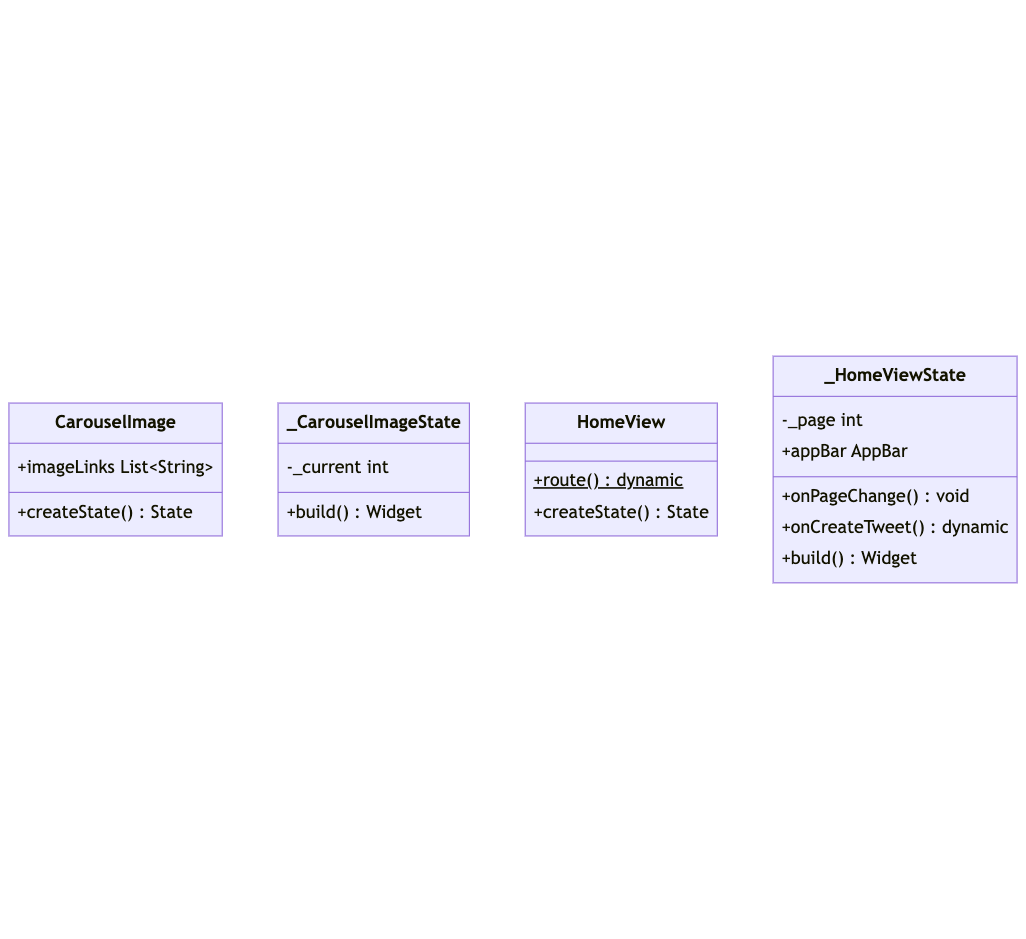 CarouselImage
+imageLinks List<String>
+createState() : State
_CarouselImageState
-_current int
+build() : Widget
HomeView
+route() : dynamic
+createState() : State
_HomeViewState
-_page int
+appBar AppBar
+onPageChange() : void
+onCreateTweet() : dynamic
+build() : Widget